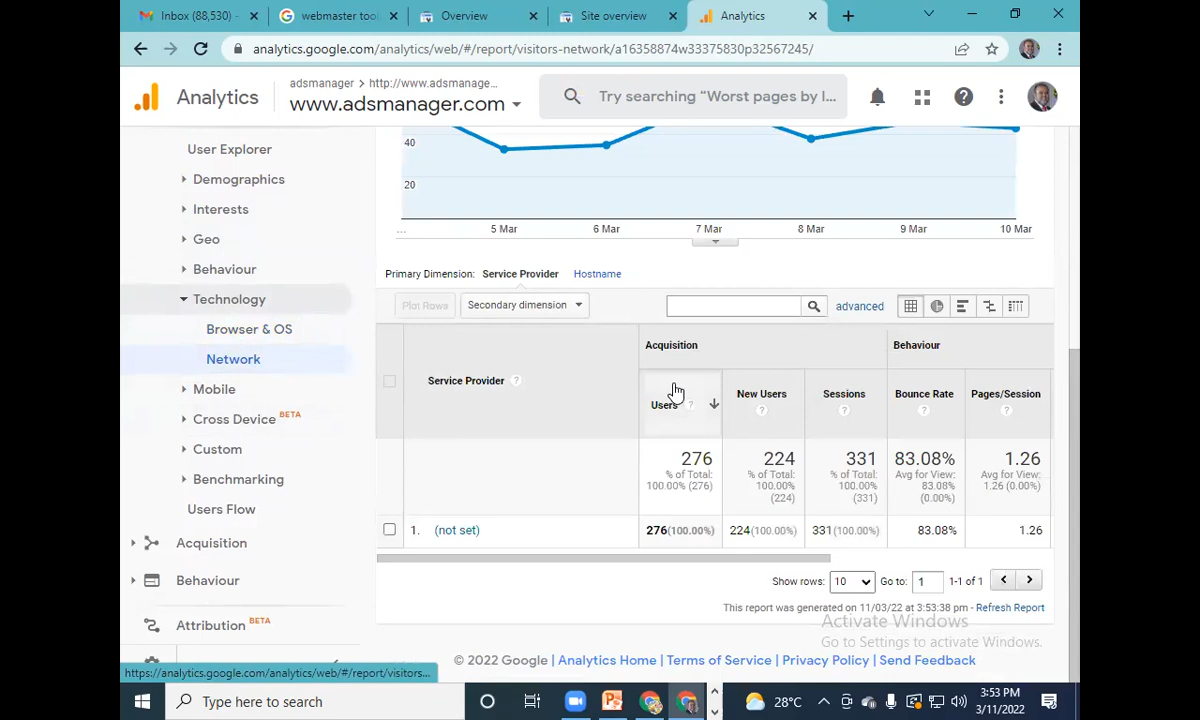 Inbox (88,530) -
webmaster tool
Overview
Site overview
Analytics
analytics.google.com/analytics/web/#/report/visitors-network/a16358874w33375830p32567245/
Analytics
adsmanager > http://www.adsmanage...
www.adsmanager.com
Try searching “Worst pages by l...
User Explorer
Demographics
Interests
Geo
Behaviour
Technology
Browser & OS
Network
Mobile
Cross Device BETA
Custom
Benchmarking
Users Flow
Acquisition
Behaviour
Attribution BETA
https://analytics.google.com/analytics/web/#/report/visitors...
40
20
... 5 Mar 6 Mar 7 Mar 8 Mar 9 Mar 10 Mar
Primary Dimension: Service Provider Hostname
Plot Rows Secondary dimension advanced
Acquisition Behaviour
Service Provider ? Users ? New Users ? Sessions ? Bounce Rate ? Pages/Session ?
276 224 331 83.08% 1.26
% of Total: 100.00% (276)
% of Total: 100.00% (224)
% of Total: 100.00% (331)
Avg for View: 83.08% (0.00%)
Avg for View: 1.26 (0.00%)
1. (not set) 276(100.00%) 224(100.00%) 331(100.00%) 83.08% 1.26
Show rows: 10 Go to: 1 1-1 of 1
This report was generated on 11/03/22 at 3:53:38 pm - Refresh Report
Activate Windows
Go to Settings to activate Windows.
© 2022 Google | Analytics Home | Terms of Service | Privacy Policy | Send Feedback
Type here to search
28°C
3:53 PM
3/11/2022